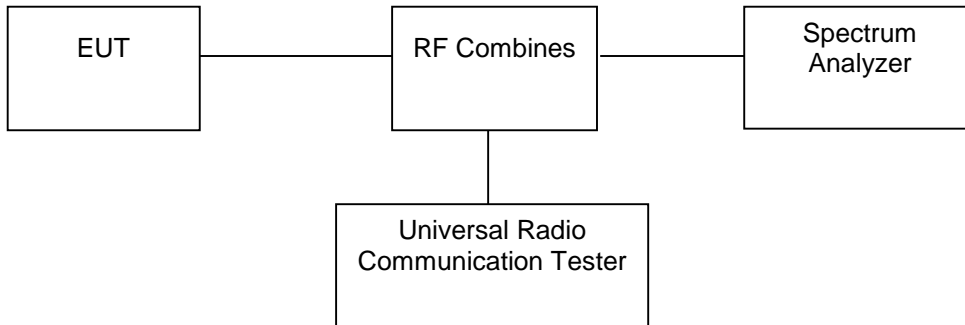 EUT
RF Combines
Spectrum
Analyzer
Universal Radio
Communication Tester